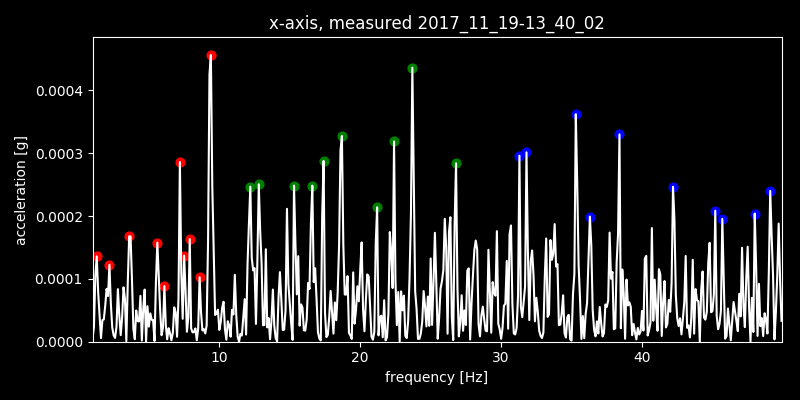 x-axis, measured 2017_11_19-13_40_02
acceleration [g]
0.0004
0.0003
0.0002
0.0001
0.0000
10 20 30 40
frequency [Hz]